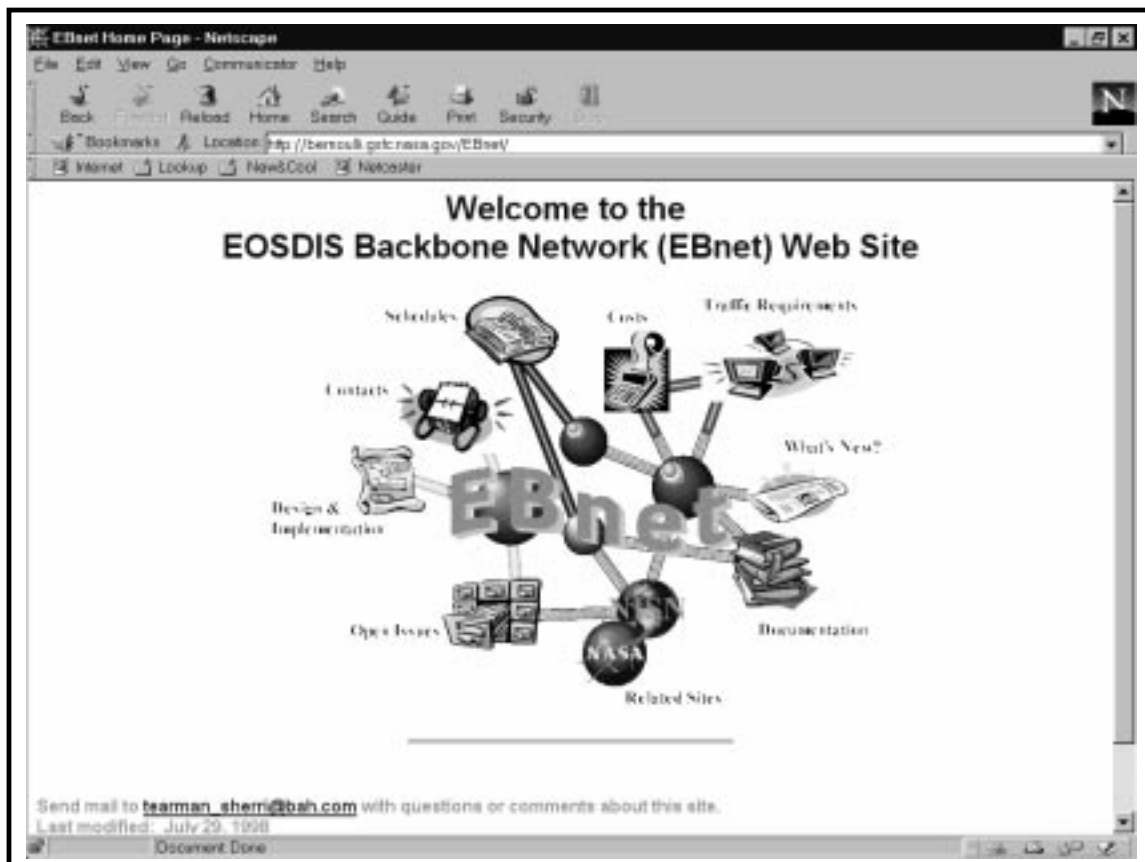 EBnet Home Page - Netscape
File Edit View Go Communicator Help
Back Forward Reload Home Search Guide Print Security
Bookmarks Location: http://bernoulli.gsfc.nasa.gov/EBnet/
Internet Lookup New&Cool Netcaster
Welcome to the
EOSDIS Backbone Network (EBnet) Web Site
Schedules
Costs
Traffic Requirements
Contacts
What's New?
EBnet
Design &
Implementation
Open Issues
NISN
NASA
Documentation
Related Sites
Send mail to tearman_sherri@bah.com with questions or comments about this site.
Last modified: July 29, 1998
Document Done